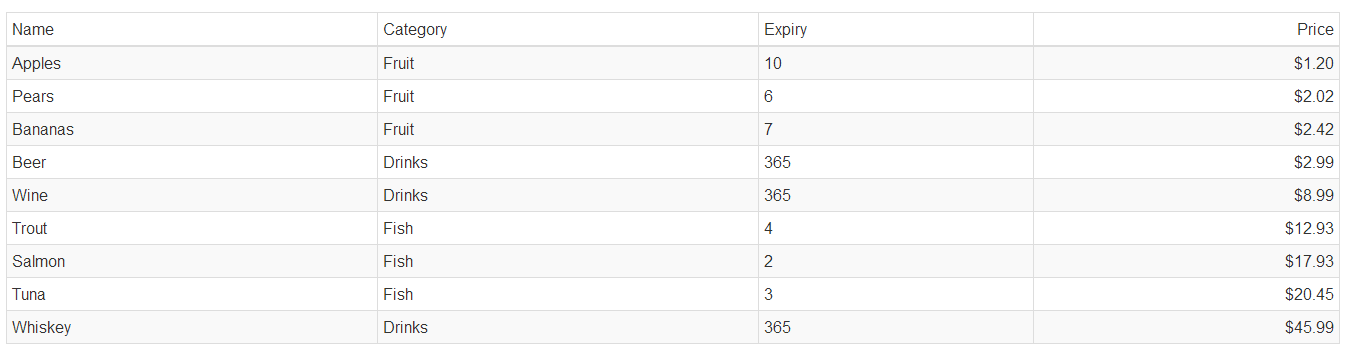 Name Category Expiry Price
Apples Fruit 10 $1.20
Pears Fruit 6 $2.02
Bananas Fruit 7 $2.42
Beer Drinks 365 $2.99
Wine Drinks 365 $8.99
Trout Fish 4 $12.93
Salmon Fish 2 $17.93
Tuna Fish 3 $20.45
Whiskey Drinks 365 $45.99